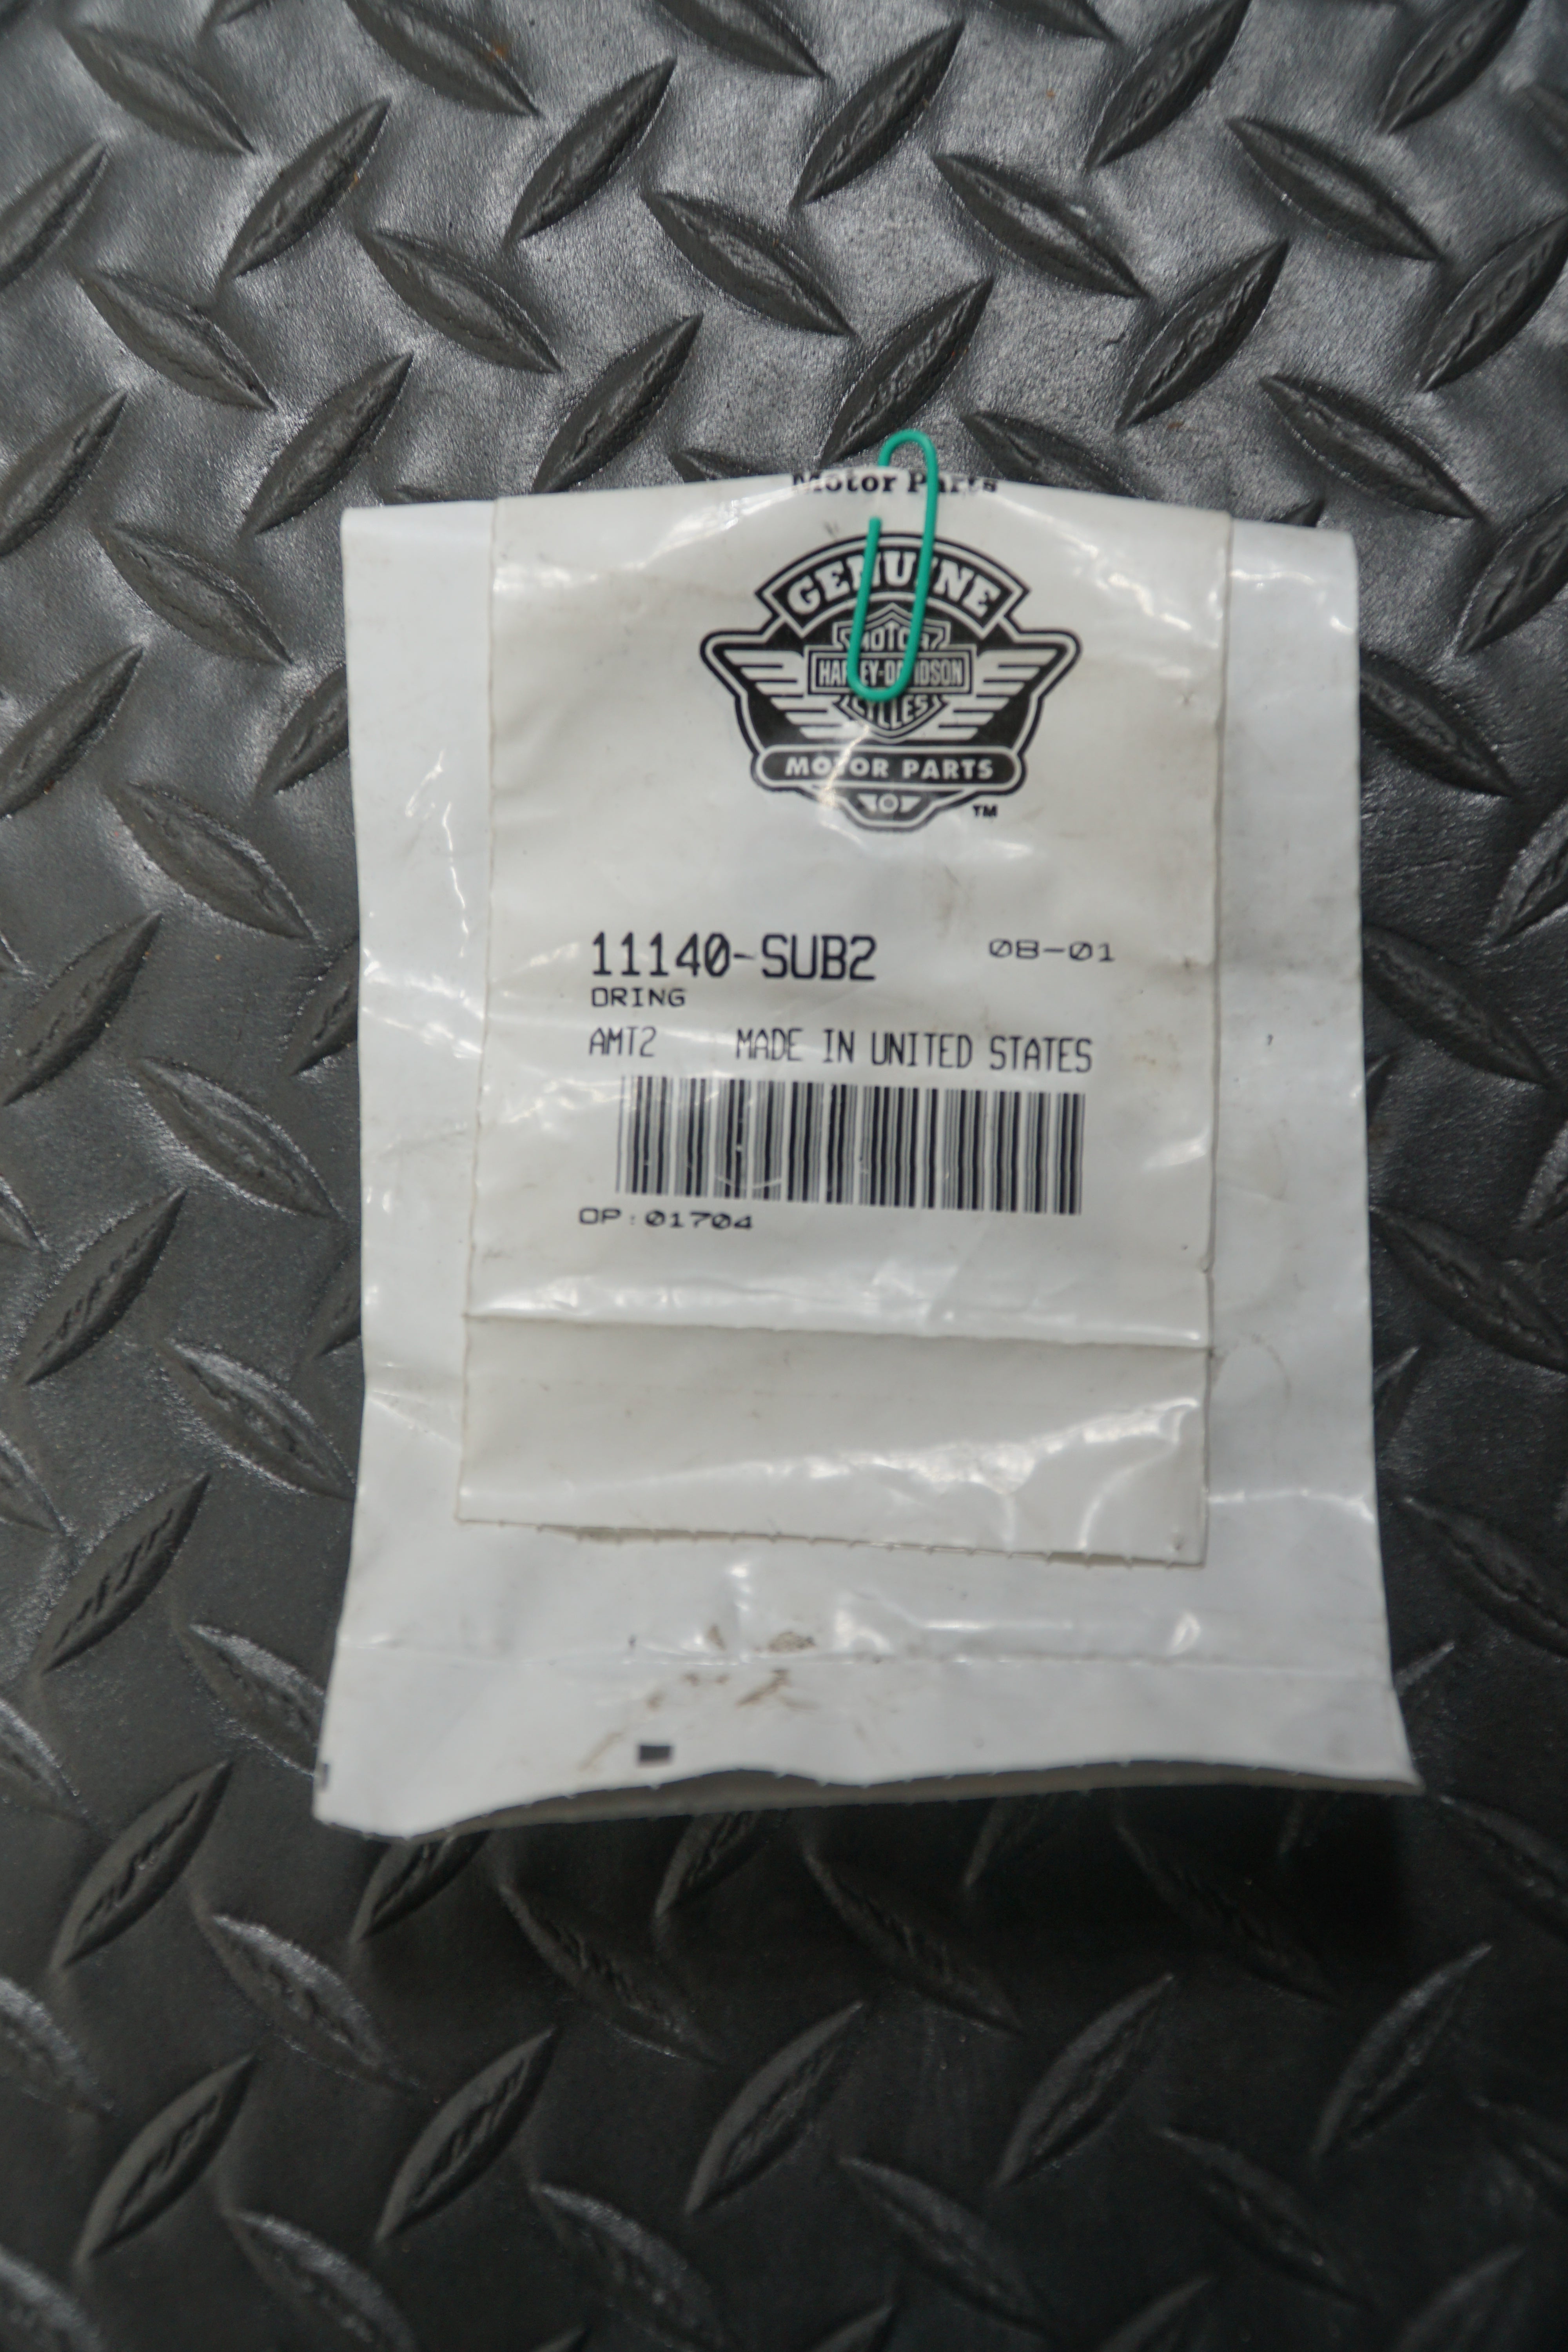 Motor Parts
GENUINE
MOTOR
HARLEY-DAVIDSON
CYCLES
MOTOR PARTS
TM
11140-SUB2 08-01
ORING
AMT2 MADE IN UNITED STATES
OP:01704